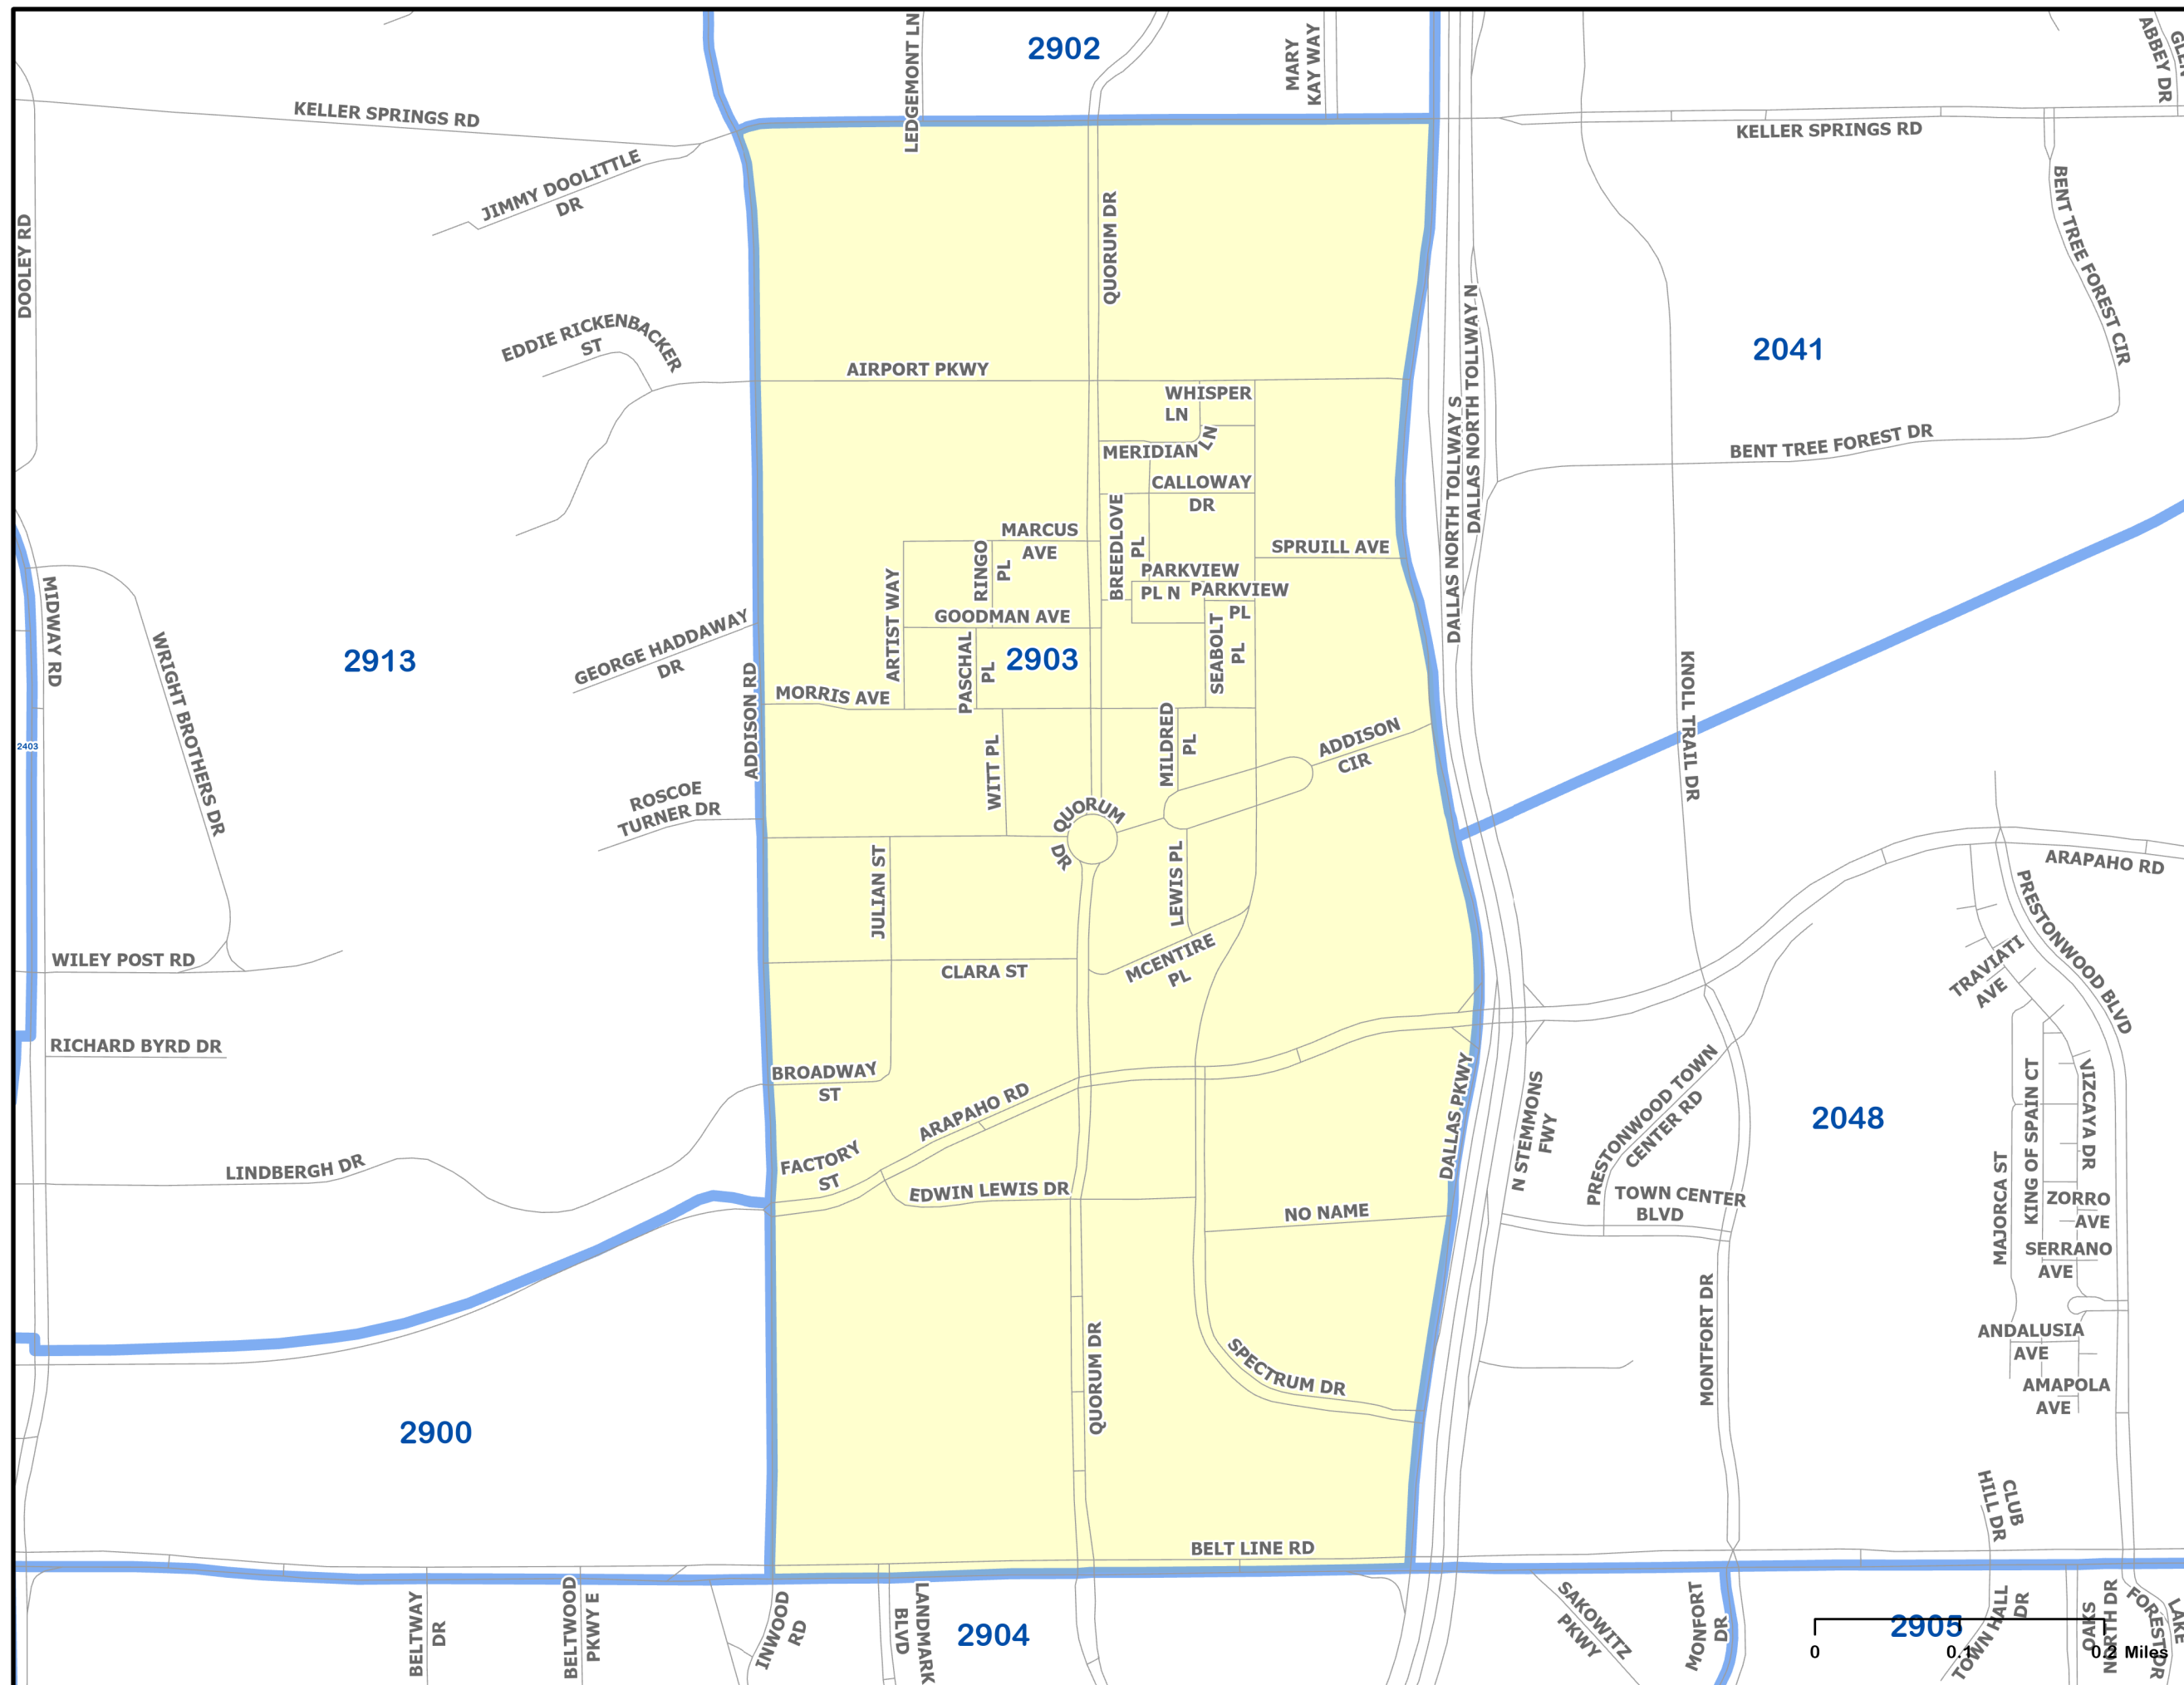 2902
LEDGEMONT LN
MARY
KAY WAY
ABBEY DR
KELLER SPRINGS RD
KELLER SPRINGS RD
JIMMY DOOLITTLE
DR
DOOLEY RD
QUORUM DR
BENT TREE FOREST CIR
EDDIE RICKENBACKER
ST
2041
AIRPORT PKWY
WHISPER
LN
MERIDIAN
LN
DALLAS NORTH TOLLWAY N
DALLAS NORTH TOLLWAY S
BENT TREE FOREST DR
CALLOWAY
DR
BREEDLOVE
PL
MARCUS
AVE
RINGO
PL
SPRUILL AVE
PARKVIEW
PL N
PARKVIEW
PL
ARTIST WAY
GOODMAN AVE
SEABOLT
PL
MIDWAY RD
WRIGHT BROTHERS DR
GEORGE HADDAWAY
DR
2913
2903
PASCHAL
PL
ADDISON RD
MORRIS AVE
KNOLL TRAIL DR
2403
WITT PL
MILDRED
PL
ADDISON
CIR
ROSCOE
TURNER DR
QUORUM
DR
JULIAN ST
LEWIS PL
ARAPAHO RD
PRESTONWOOD BLVD
WILEY POST RD
CLARA ST
MCENTIRE
PL
TRAVIATI
AVE
RICHARD BYRD DR
BROADWAY
ST
ARAPAHO RD
DALLAS PKWY
N STEMMONS
FWY
PRESTONWOOD TOWN
CENTER RD
2048
KING OF SPAIN CT
VIZCAYA DR
LINDBERGH DR
FACTORY
ST
EDWIN LEWIS DR
NO NAME
TOWN CENTER
BLVD
MAJORCA ST
ZORRO
AVE
SERRANO
AVE
MONTFORT DR
ANDALUSIA
AVE
AMAPOLA
AVE
QUORUM DR
SPECTRUM DR
2900
CLUB
HILL DR
BELT LINE RD
BELTWAY
DR
BELTWOOD
PKWY E
INWOOD
RD
LANDMARK
BLVD
2904
SAKOWITZ
PKWY
MONFORT
DR
2905
TOWN HALL
DR
OAKS
NORTH DR
LAKE
FOREST DR
0 0.1 0.2 Miles